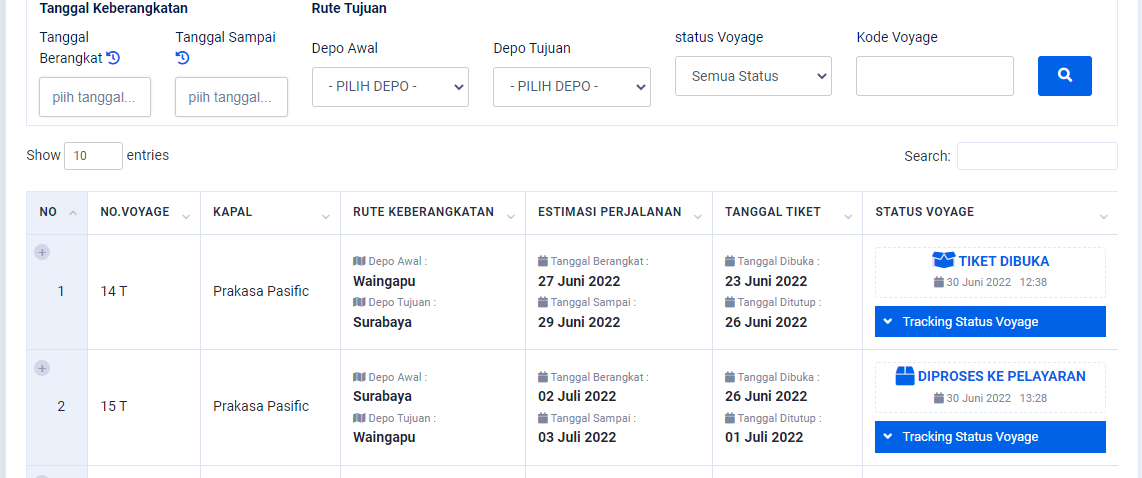 Tanggal Keberangkatan
Rute Tujuan
Tanggal Berangkat
Tanggal Sampai
Depo Awal
Depo Tujuan
status Voyage
Kode Voyage
piih tanggal...
piih tanggal...
- PILIH DEPO -
- PILIH DEPO -
Semua Status
Show 10 entries
Search:
NO NO.VOYAGE KAPAL RUTE KEBERANGKATAN ESTIMASI PERJALANAN TANGGAL TIKET STATUS VOYAGE
1
14 T
Prakasa Pasific
Depo Awal :
Waingapu
Depo Tujuan :
Surabaya
Tanggal Berangkat :
27 Juni 2022
Tanggal Sampai :
29 Juni 2022
Tanggal Dibuka :
23 Juni 2022
Tanggal Ditutup :
26 Juni 2022
TIKET DIBUKA
30 Juni 2022 12:38
Tracking Status Voyage
2
15 T
Prakasa Pasific
Depo Awal :
Surabaya
Depo Tujuan :
Waingapu
Tanggal Berangkat :
02 Juli 2022
Tanggal Sampai :
03 Juli 2022
Tanggal Dibuka :
26 Juni 2022
Tanggal Ditutup :
01 Juli 2022
DIPROSES KE PELAYARAN
30 Juni 2022 13:28
Tracking Status Voyage